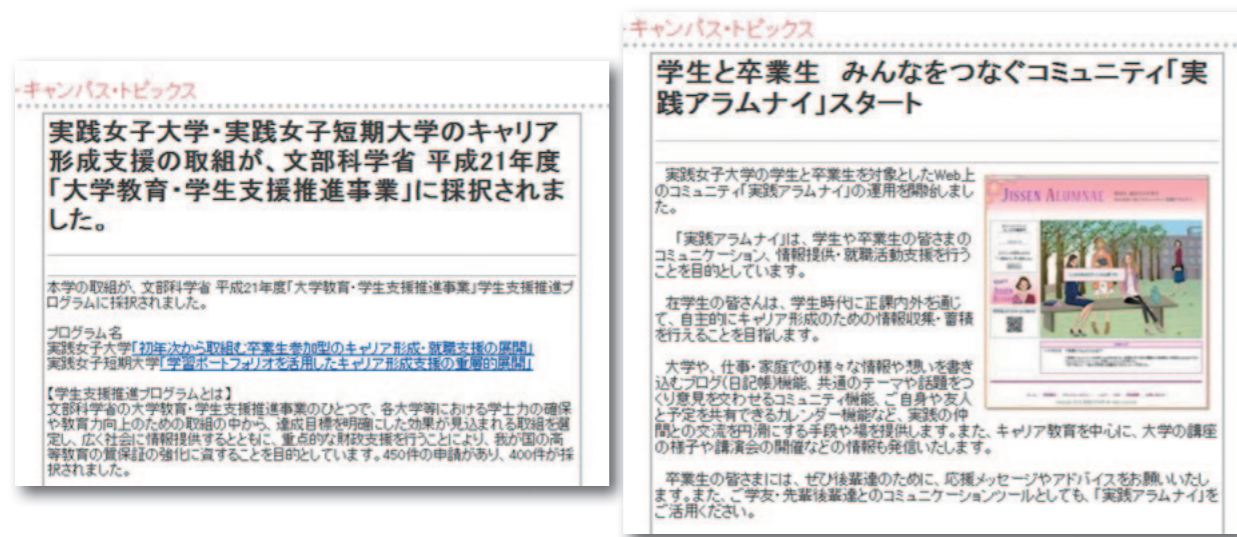 キャンパス・トピックス
実践女子大学・実践女子短期大学のキャリア
形成支援の取組が、文部科学省 平成21年度
「大学教育・学生支援推進事業」に採択されま
した。
本学の取組が、文部科学省 平成21年度「大学教育・学生支援推進事業」学生支援推進プ
ログラムに採択されました。
プログラム名
実践女子大学「初年次から取組む卒業生参加型のキャリア形成・就職支援の展開」
実践女子短期大学「学習ポートフォリオを活用したキャリア形成支援の重層的展開」
【学生支援推進プログラムとは】
文部科学省の大学教育・学生支援推進事業のひとつで、各大学等における学士力の確保
や教育力向上のための取組の中から、達成目標を明確にした効果が見込まれる取組を選
定し、広く社会に情報提供するとともに、重点的な財政支援を行うことにより、我が国の高
等教育の質保証の強化に資することを目的としています。450件の申請があり、400件が採
択されました。
キャンパス・トピックス
学生と卒業生 みんなをつなぐコミュニティ「実
践アラムナイ」スタート
実践女子大学の学生と卒業生を対象としたWeb上
のコミュニティ「実践アラムナイ」の運用を開始しまし
た。
「実践アラムナイ」は、学生や卒業生の皆さまの
コミュニケーション、情報提供・就職活動支援を行う
ことを目的としています。
在学生の皆さんは、学生時代に正課内外を通じ
て、自主的にキャリア形成のための情報収集・蓄積
を行えることを目指します。
大学や、仕事・家庭での様々な情報や想いを書き
込むブログ(日記帳)機能、共通のテーマや話題をつ
くり意見を交わせるコミュニティ機能、ご自身や友人
と予定を共有できるカレンダー機能など、実践の仲
間との交流を円滑にする手段や場を提供します。また、キャリア教育を中心に、大学の講座
の様子や講演会の開催などの情報も発信いたします。
卒業生の皆さまには、ぜひ後輩達のために、応援メッセージやアドバイスをお願いいたし
ます。また、ご学友・先輩後輩達とのコミュニケーションツールとしても、「実践アラムナイ」を
ご活用ください。
JISSEN ALUMNAE